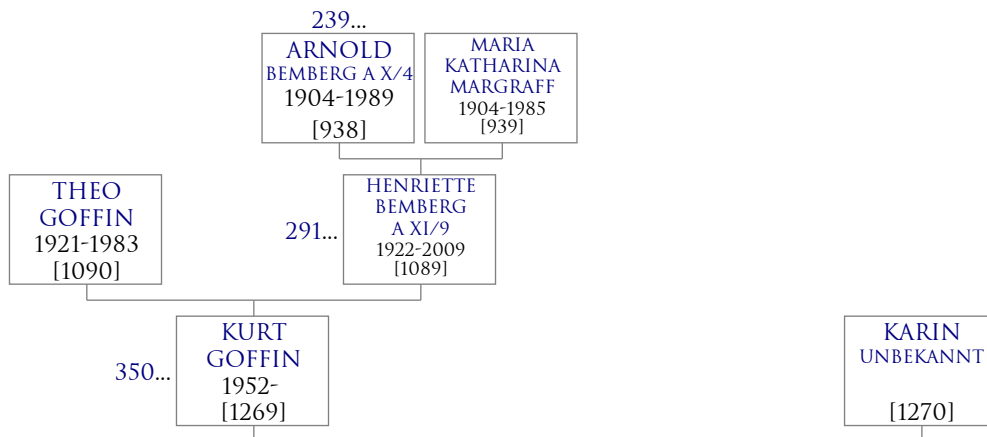 239...
ARNOLD
BEMBERG A X/4
1904-1989
[938]
MARIA
KATHARINA
MARGRAFF
1904-1985
[939]
THEO
GOFFIN
1921-1983
[1090]
291...
HENRIETTE
BEMBERG
A XI/9
1922-2009
[1089]
350...
KURT
GOFFIN
1952-
[1269]
KARIN
UNBEKANNT
[1270]